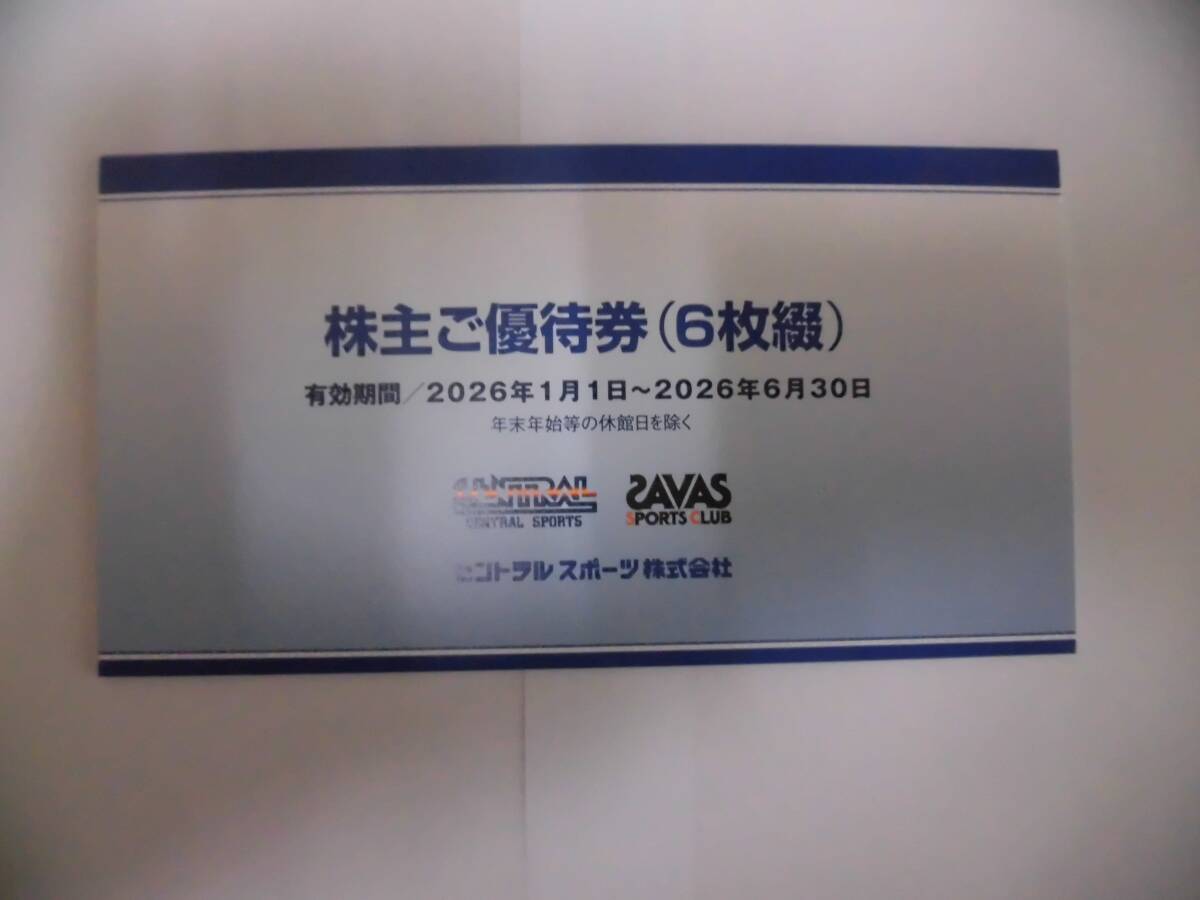 株主ご優待券（6枚綴）
有効期間／2026年1月1日～2026年6月30日
年末年始等の休館日を除く
CENTRAL SAVAS
CENTRAL SPORTS SPORTS CLUB
セントラルスポーツ株式会社